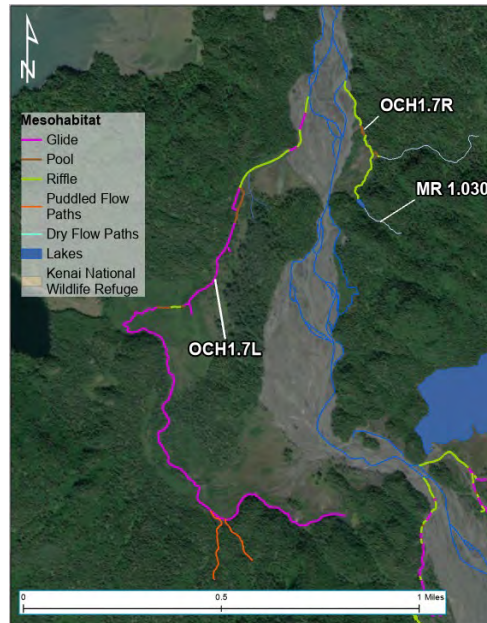 N
OCH1.7R
Mesohabitat
Glide
Pool
Riffle
Puddled Flow
Paths
Dry Flow Paths
Lakes
Kenai National
Wildlife Refuge
MR 1.030
OCH1.7L
0 0.5 1 Miles